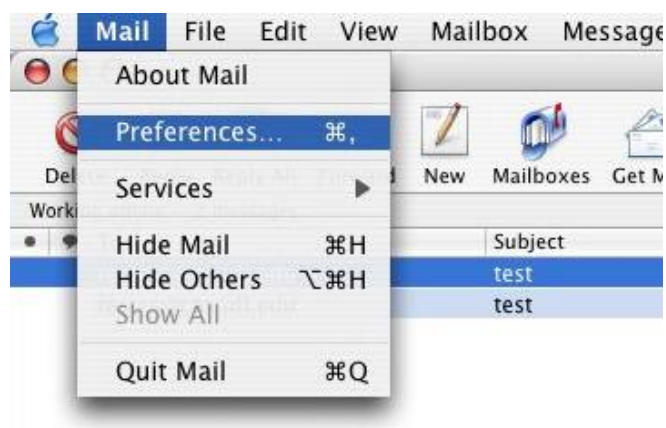 Mail File Edit View Mailbox Message
About Mail
Preferences... ⌘,
New Mailboxes Get M
Services
Hide Mail ⌘H
Subject
Hide Others ⌥⌘H
test
Show All
test
Quit Mail ⌘Q